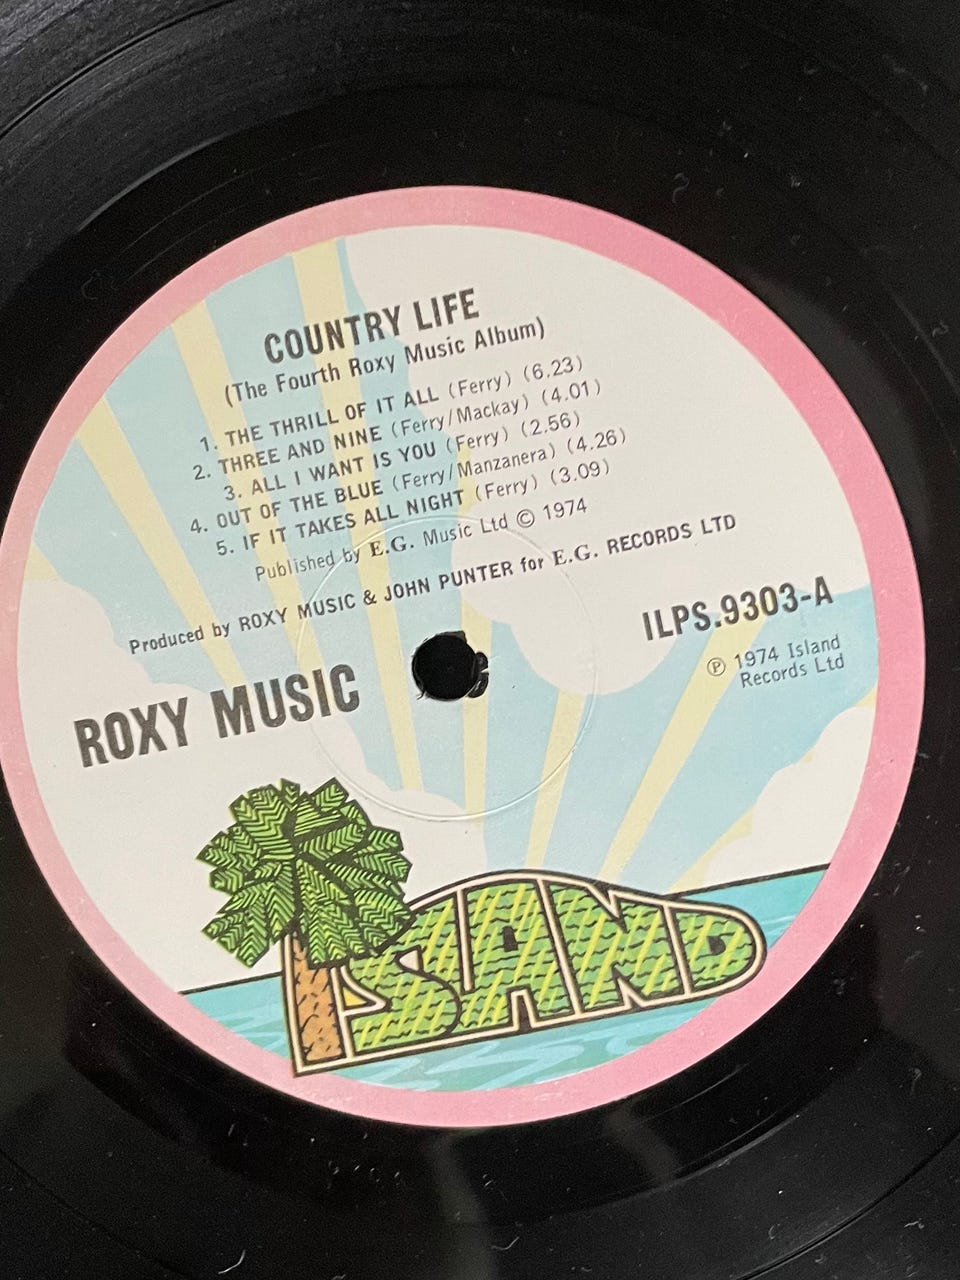 COUNTRY LIFE
(The Fourth Roxy Music Album)
1. THE THRILL OF IT ALL (Ferry) (6.23)
2. THREE AND NINE (Ferry/Mackay) (4.01)
3. ALL I WANT IS YOU (Ferry) (2.56)
4. OUT OF THE BLUE (Ferry/Manzanera) (4.26)
5. IF IT TAKES ALL NIGHT (Ferry) (3.09)
Published by E.G. Music Ltd © 1974
Produced by ROXY MUSIC & JOHN PUNTER for E.G. RECORDS LTD
ILPS.9303-A
℗ 1974 Island
Records Ltd
ROXY MUSIC
ISLAND